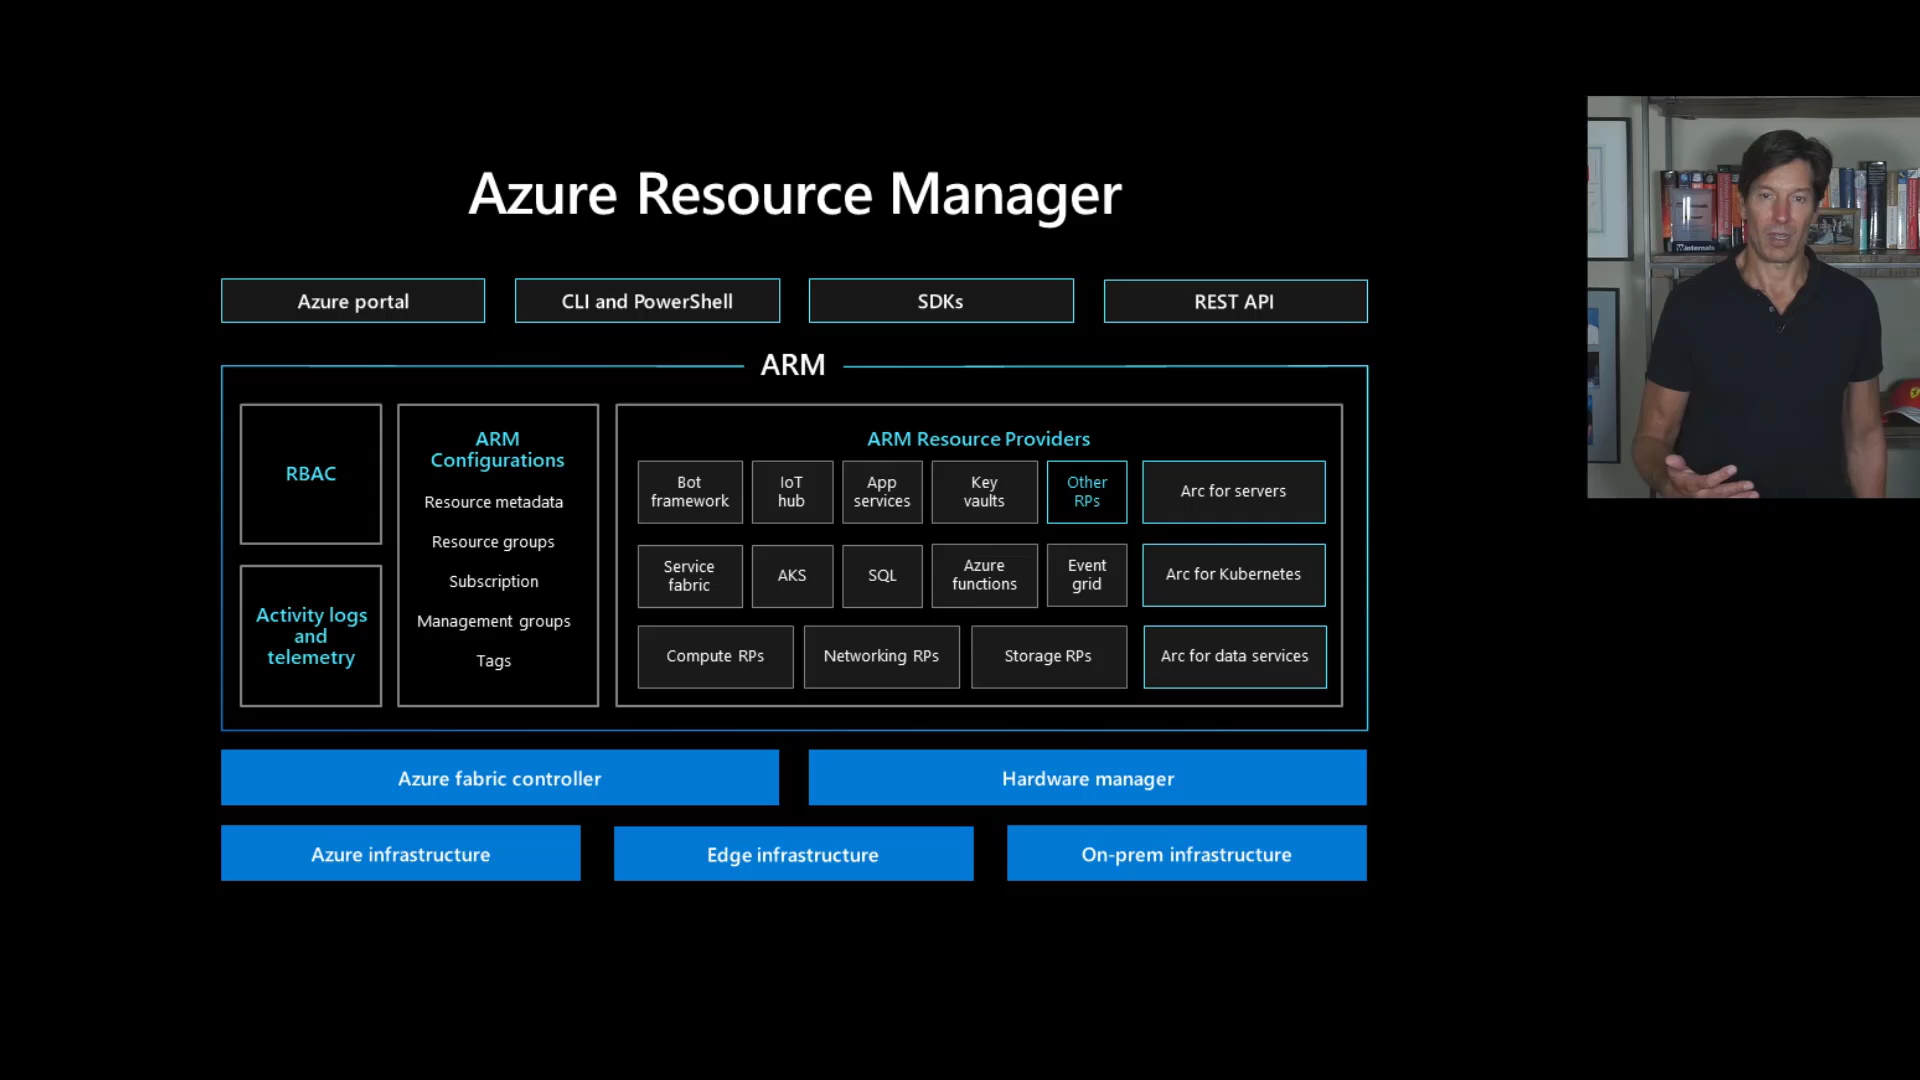 Azure Resource Manager
Azure portal
CLI and PowerShell
SDKs
REST API
ARM
RBAC
Activity logs
and
telemetry
ARM
Configurations
Resource metadata
Resource groups
Subscription
Management groups
Tags
ARM Resource Providers
Bot
framework
IoT
hub
App
services
Key
vaults
Other
RPs
Arc for servers
Service
fabric
AKS
SQL
Azure
functions
Event
grid
Arc for Kubernetes
Compute RPs
Networking RPs
Storage RPs
Arc for data services
Azure fabric controller
Hardware manager
Azure infrastructure
Edge infrastructure
On-prem infrastructure